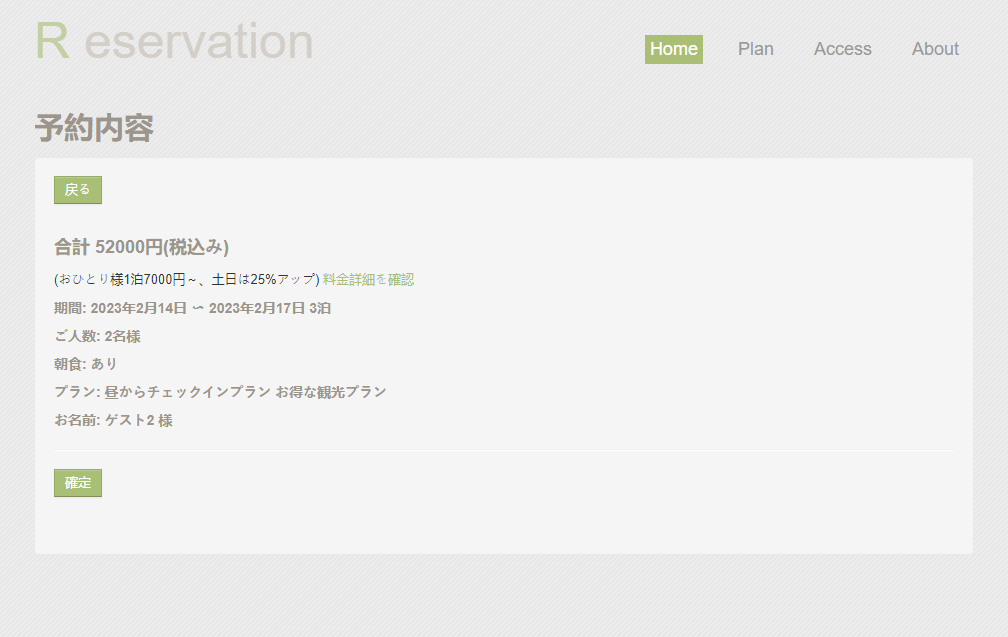 R eservation
Home Plan Access About
予約内容
戻る
合計 52000円(税込み)
(おひとり様1泊7000円～、土日は25%アップ) 料金詳細を確認
期間: 2023年2月14日 〜 2023年2月17日 3泊
ご人数: 2名様
朝食: あり
プラン: 昼からチェックインプラン お得な観光プラン
お名前: ゲスト2 様
確定